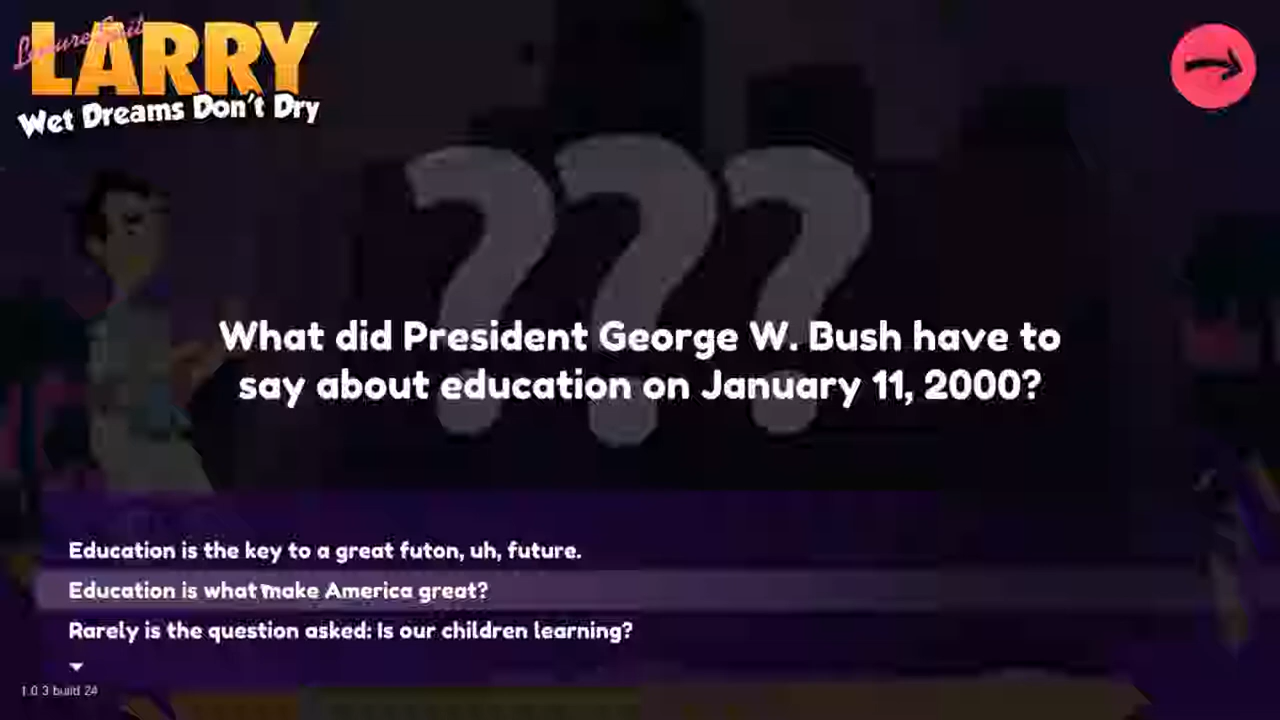 Leisure Suit
LARRY
Wet Dreams Don't Dry
???
What did President George W. Bush have to
say about education on January 11, 2000?
Education is the key to a great futon, uh, future.
Education is what make America great?
Rarely is the question asked: Is our children learning?
1.0.3 build 24